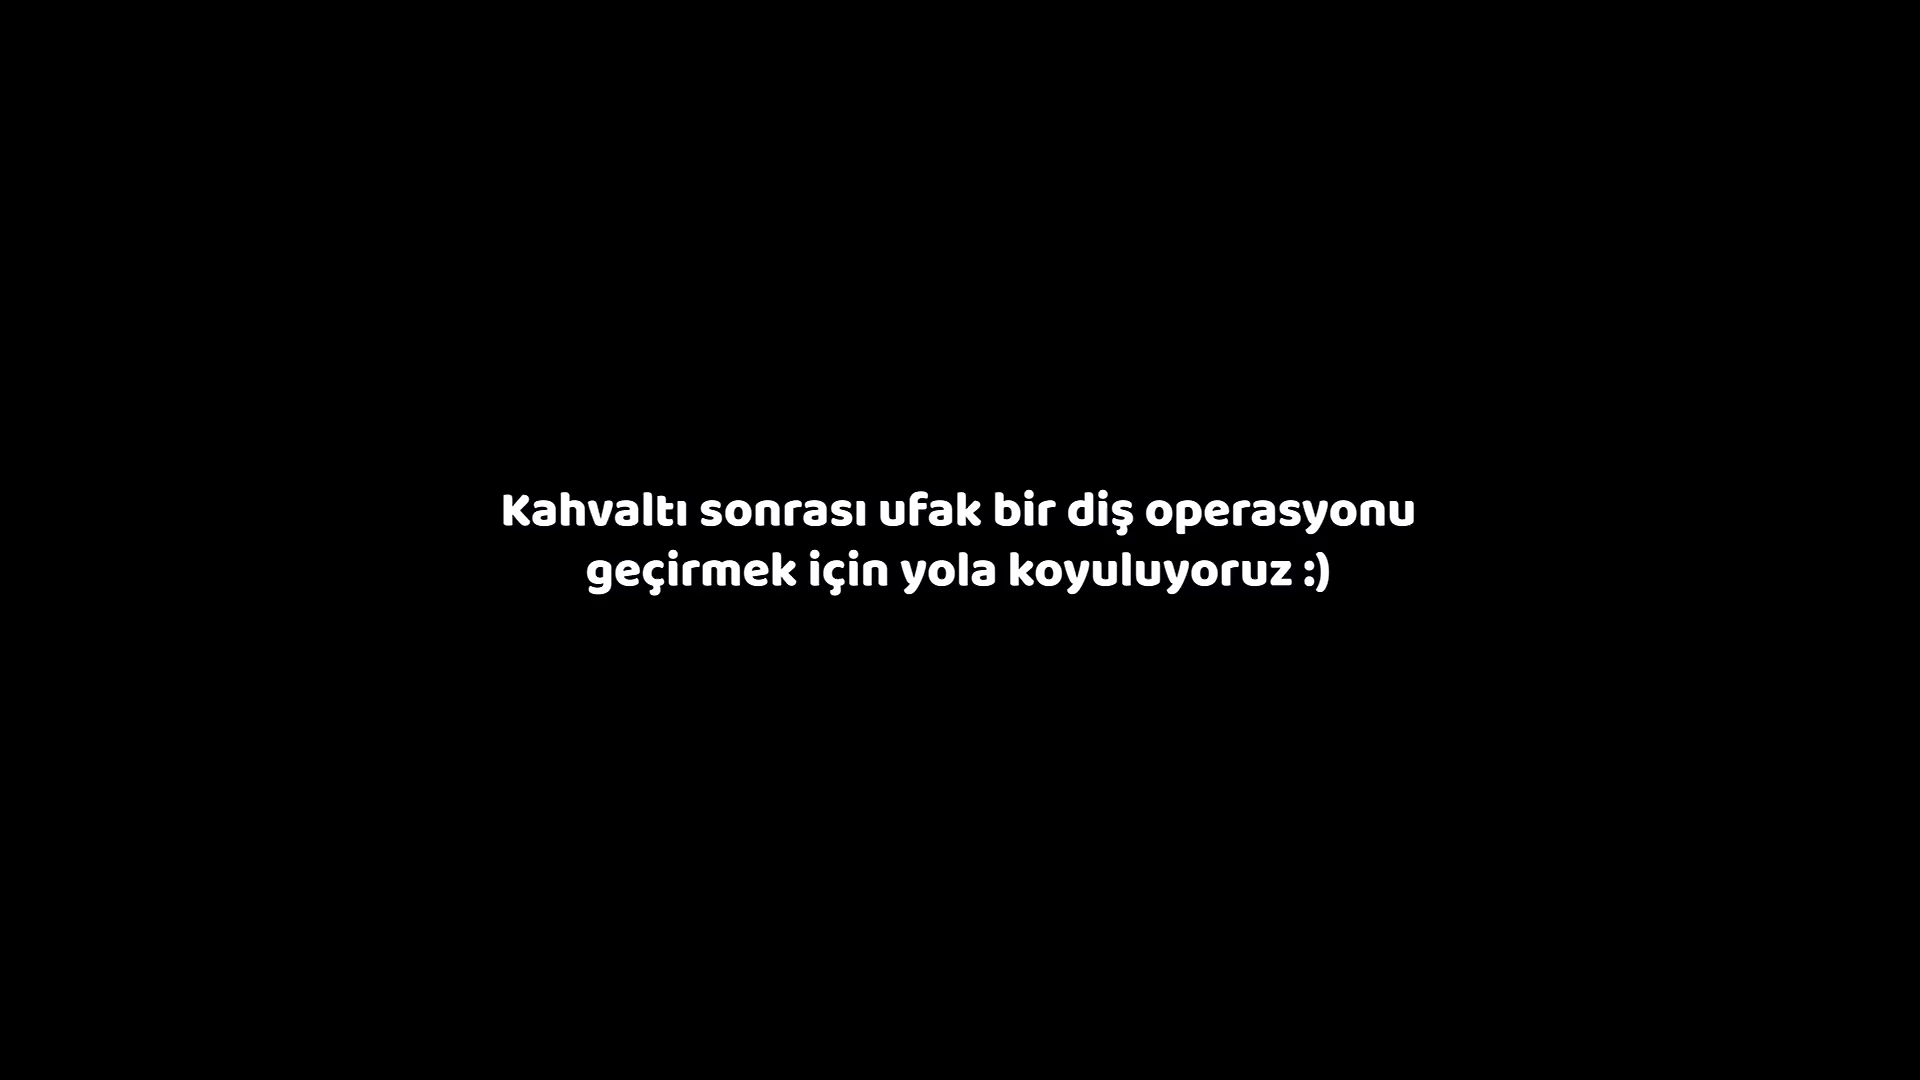 Kahvaltı sonrası ufak bir diş operasyonu
geçirmek için yola koyuluyoruz :)